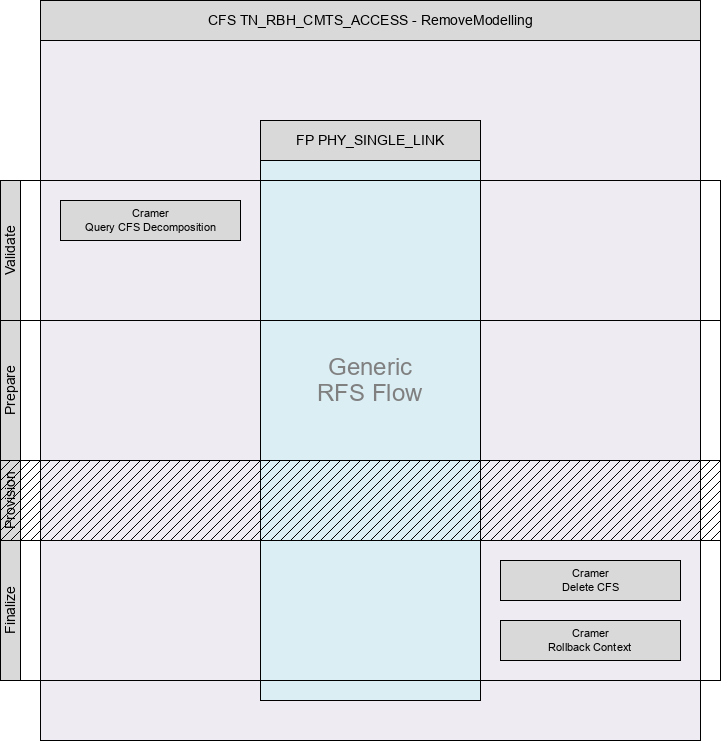 CFS TN_RBH_CMTS_ACCESS - RemoveModelling
FP PHY_SINGLE_LINK
Validate
Cramer
Query CFS Decomposition
Prepare
Generic
RFS Flow
Provision
Finalize
Cramer
Delete CFS
Cramer
Rollback Context